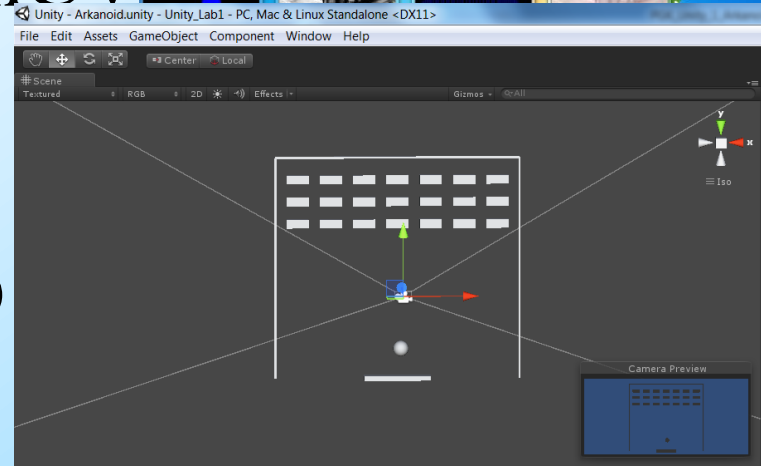 Unity - Arkanoid.unity - Unity_Lab1 - PC, Mac & Linux Standalone <DX11>
File Edit Assets GameObject Component Window Help
Center Local
Scene
Textured RGB 2D Effects Gizmos All
y
x
Iso
Camera Preview
)